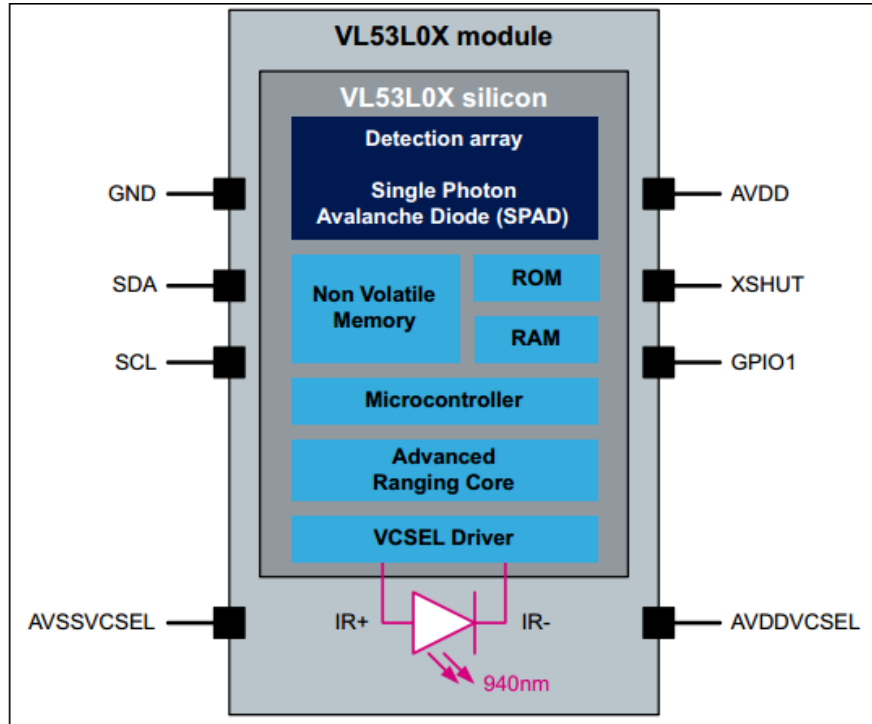 VL53L0X module
VL53L0X silicon
Detection array
Single Photon
Avalanche Diode (SPAD)
GND
AVDD
SDA
XSHUT
Non Volatile
Memory
ROM
RAM
SCL
GPIO1
Microcontroller
Advanced
Ranging Core
VCSEL Driver
AVSSVCSEL
IR+
IR-
AVDDVCSEL
940nm